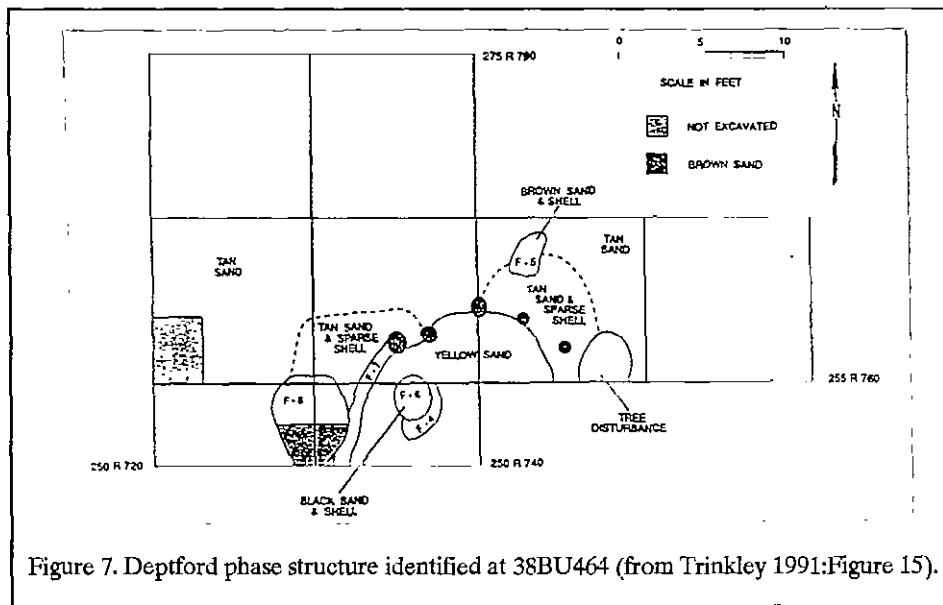 275 R 790
0 5 10
SCALE IN FEET
N
NOT EXCAVATED
BROWN SAND
BROWN SAND
& SHELL
TAN
SAND
F-5
TAN
SAND
TAN
SAND &
SPARSE
SHELL
TAN SAND
& SPARSE
SHELL
YELLOW SAND
255 R 760
F-8
F-6
F-4
TREE
DISTURBANCE
250 R 720
250 R 740
BLACK SAND
& SHELL
Figure 7. Deptford phase structure identified at 38BU464 (from Trinkley 1991:Figure 15).